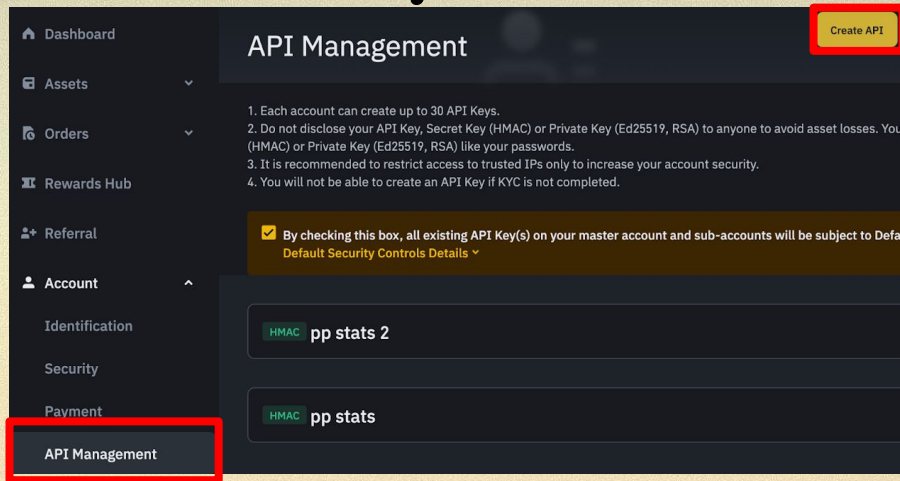 Dashboard
Assets
Orders
Rewards Hub
Referral
Account
Identification
Security
Payment
API Management
API Management
Create API
1. Each account can create up to 30 API Keys.
2. Do not disclose your API Key, Secret Key (HMAC) or Private Key (Ed25519, RSA) to anyone to avoid asset losses. You
(HMAC) or Private Key (Ed25519, RSA) like your passwords.
3. It is recommended to restrict access to trusted IPs only to increase your account security.
4. You will not be able to create an API Key if KYC is not completed.
By checking this box, all existing API Key(s) on your master account and sub-accounts will be subject to Defa
Default Security Controls Details
HMAC pp stats 2
HMAC pp stats